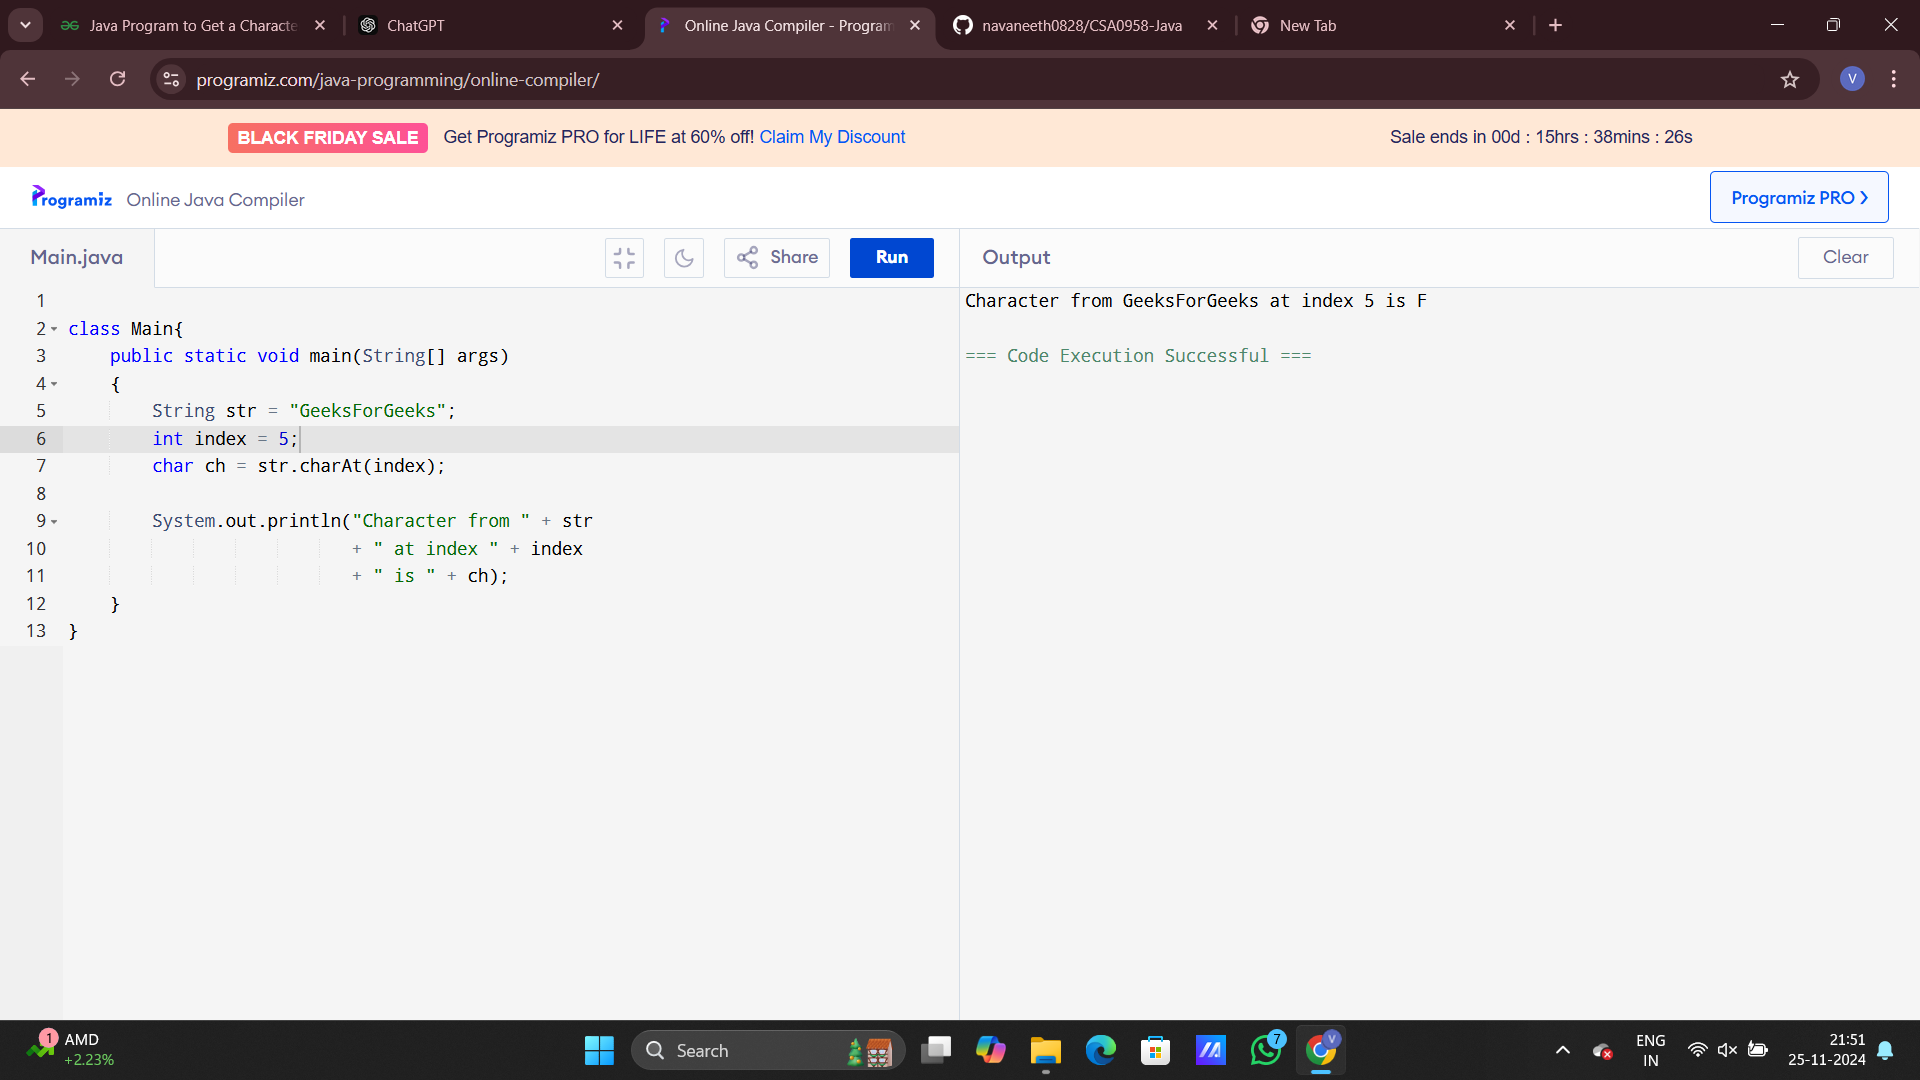 Java Program to Get a Characte
ChatGPT
Online Java Compiler - Program
navaneeth0828/CSA0958-Java
New Tab
programiz.com/java-programming/online-compiler/
V
BLACK FRIDAY SALE Get Programiz PRO for LIFE at 60% off! Claim My Discount
Sale ends in 00d : 15hrs : 38mins : 26s
Programiz Online Java Compiler
Programiz PRO >
Main.java
Share
Run
Output
Clear
1
2 class Main{
3     public static void main(String[] args)
4     {
5         String str = "GeeksForGeeks";
6         int index = 5;
7         char ch = str.charAt(index);
8
9         System.out.println("Character from " + str
10                            + " at index " + index
11                            + " is " + ch);
12     }
13 }
Character from GeeksForGeeks at index 5 is F
=== Code Execution Successful ===
1
AMD
+2.23%
Search
7
V
ENG
IN
21:51
25-11-2024